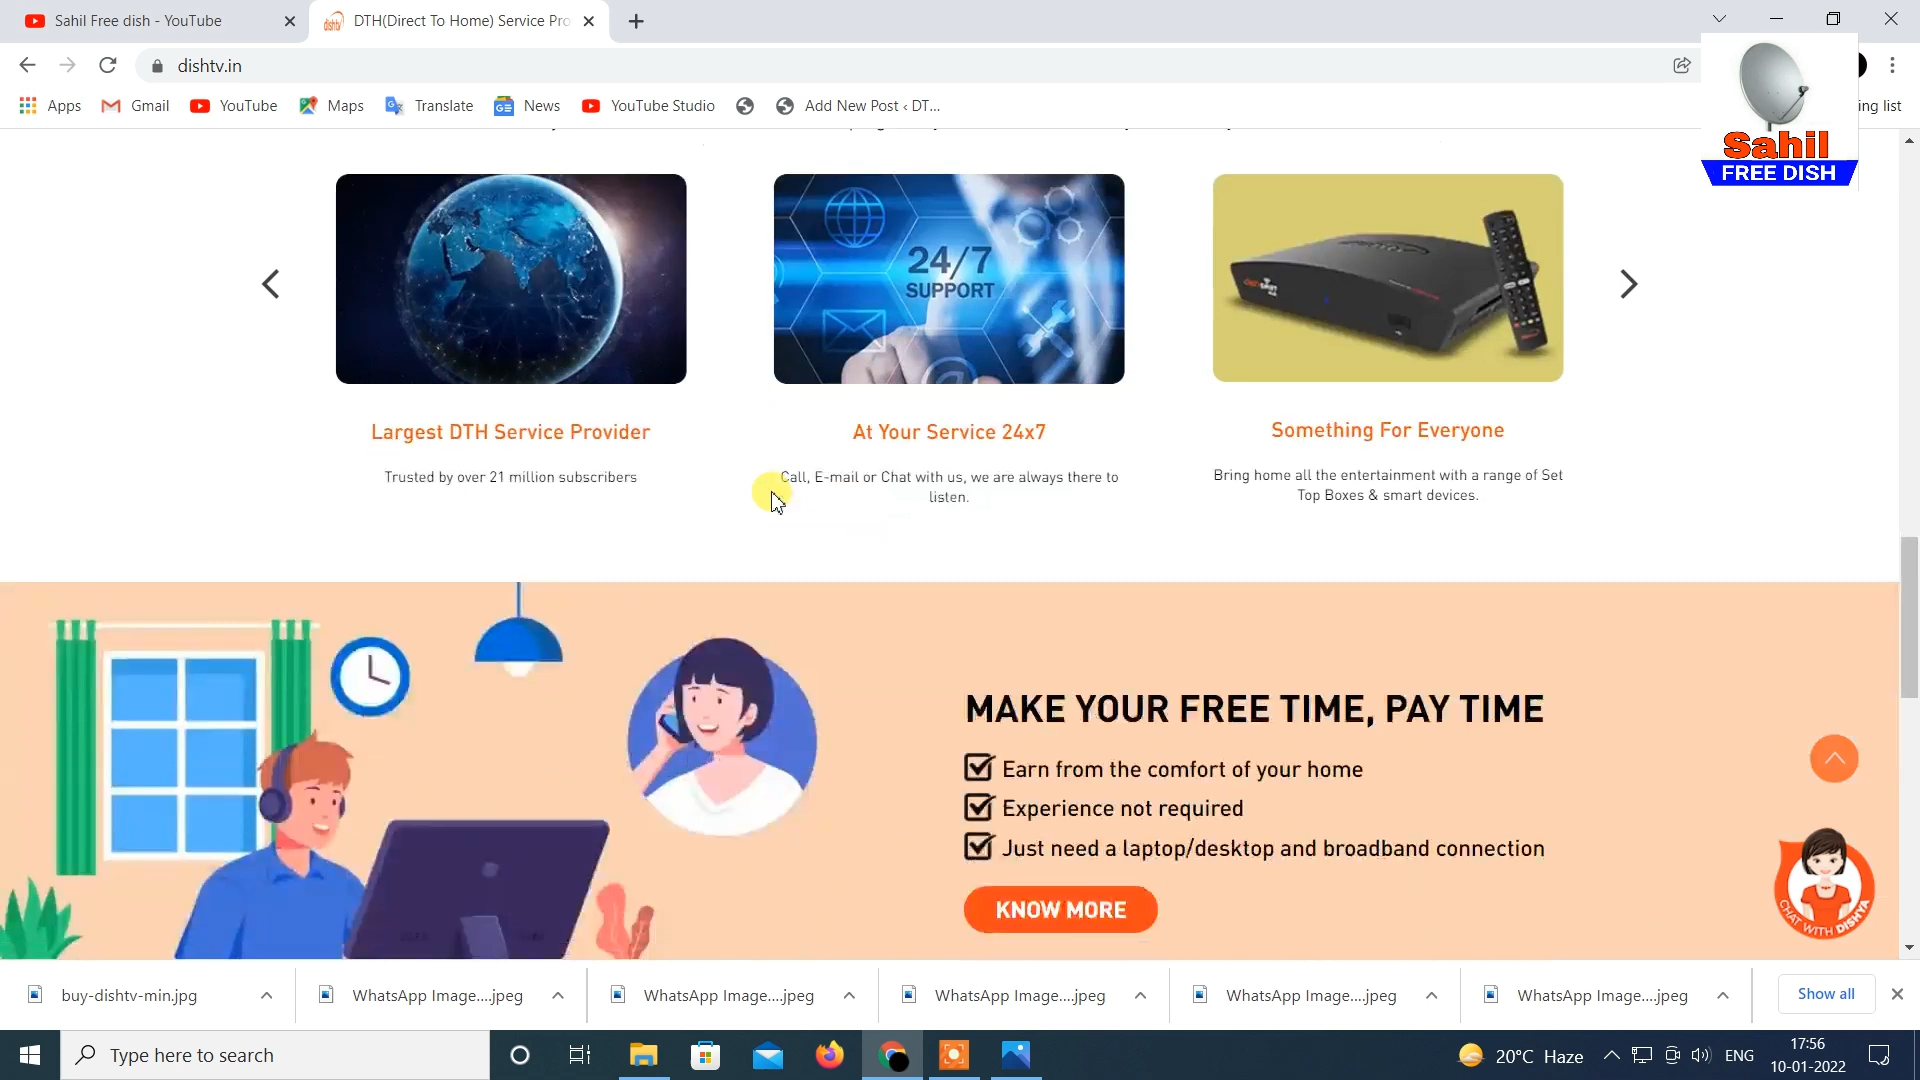 Sahil Free dish - YouTube
DTH(Direct To Home) Service Pro
dishtv.in
Apps
Gmail
YouTube
Maps
Translate
News
YouTube Studio
Add New Post ‹ DT...
ing list
Sahil
FREE DISH
24/7
SUPPORT
Largest DTH Service Provider
Trusted by over 21 million subscribers
At Your Service 24x7
Call, E-mail or Chat with us, we are always there to
listen.
Something For Everyone
Bring home all the entertainment with a range of Set
Top Boxes & smart devices.
MAKE YOUR FREE TIME, PAY TIME
Earn from the comfort of your home
Experience not required
Just need a laptop/desktop and broadband connection
KNOW MORE
CHAT WITH DISHYA
buy-dishtv-min.jpg
WhatsApp Image....jpeg
WhatsApp Image....jpeg
WhatsApp Image....jpeg
WhatsApp Image....jpeg
WhatsApp Image....jpeg
Show all
Type here to search
20°C Haze
ENG
17:56
10-01-2022